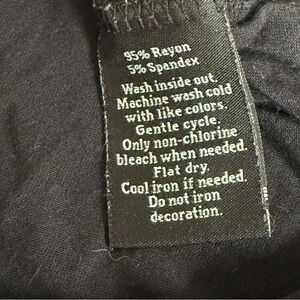 95% Rayon
5% Spandex
Wash inside out.
Machine wash cold
with like colors.
Gentle cycle.
Only non-chlorine
bleach when needed.
Flat dry.
Cool iron if needed.
Do not iron
decoration.